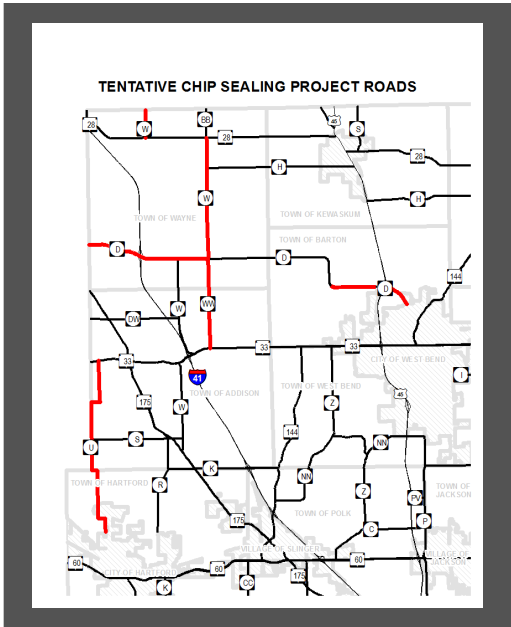 TENTATIVE CHIP SEALING PROJECT ROADS
28
W
BB
45
S
28
28
H
W
H
TOWN OF WAYNE
TOWN OF KEWASKUM
TOWN OF BARTON
D
D
144
D
W
WW
DW
33
33
33
CITY OF WEST BEND
41
I
TOWN OF ADDISON
TOWN OF WEST BEND
45
175
W
Z
144
S
NN
U
K
NN
TOWN OF HARTFORD
R
Z
TOWN OF
JACKSON
PV
TOWN OF POLK
175
P
C
VILLAGE OF SLINGER
VILLAGE OF
JACKSON
60
60
60
CITY OF HARTFORD
175
K
CC